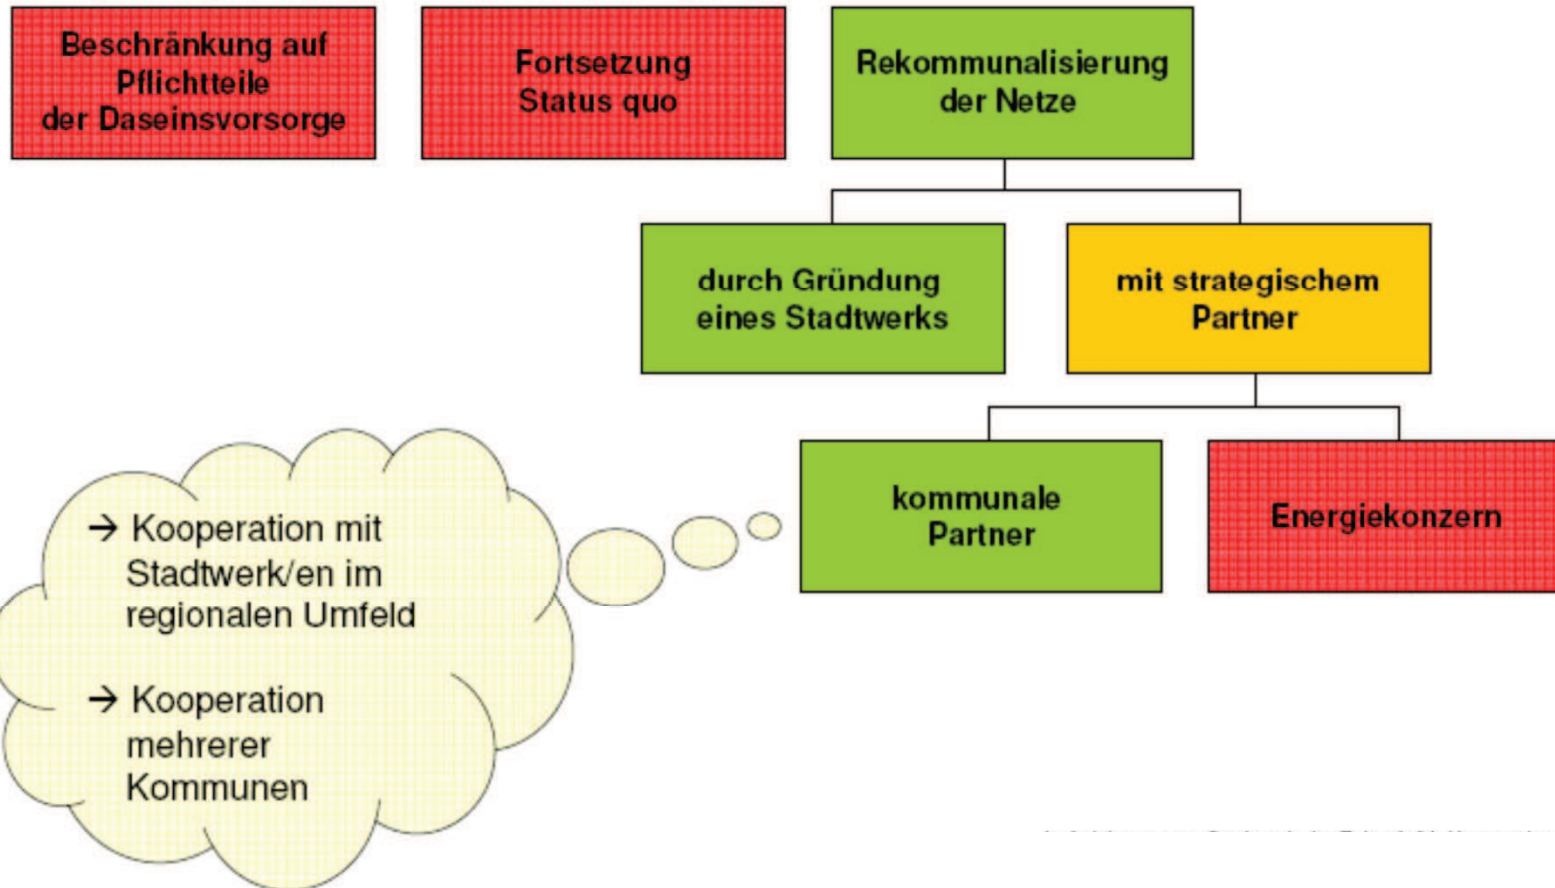 Beschränkung auf
Pflichtteile
der Daseinsvorsorge
Fortsetzung
Status quo
Rekommunalisierung
der Netze
durch Gründung
eines Stadtwerks
mit strategischem
Partner
kommunale
Partner
Energiekonzern
→ Kooperation mit
Stadtwerk/en im
regionalen Umfeld
→ Kooperation
mehrerer
Kommunen